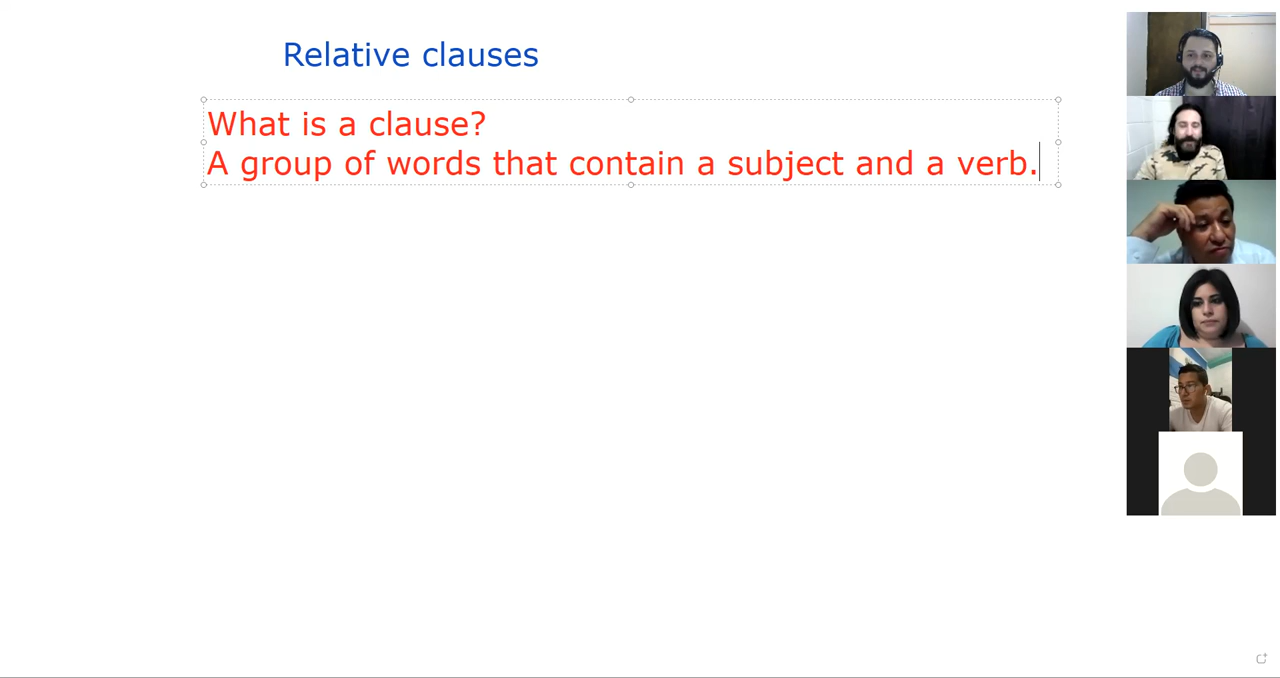 Relative clauses
What is a clause?
A group of words that contain a subject and a verb.